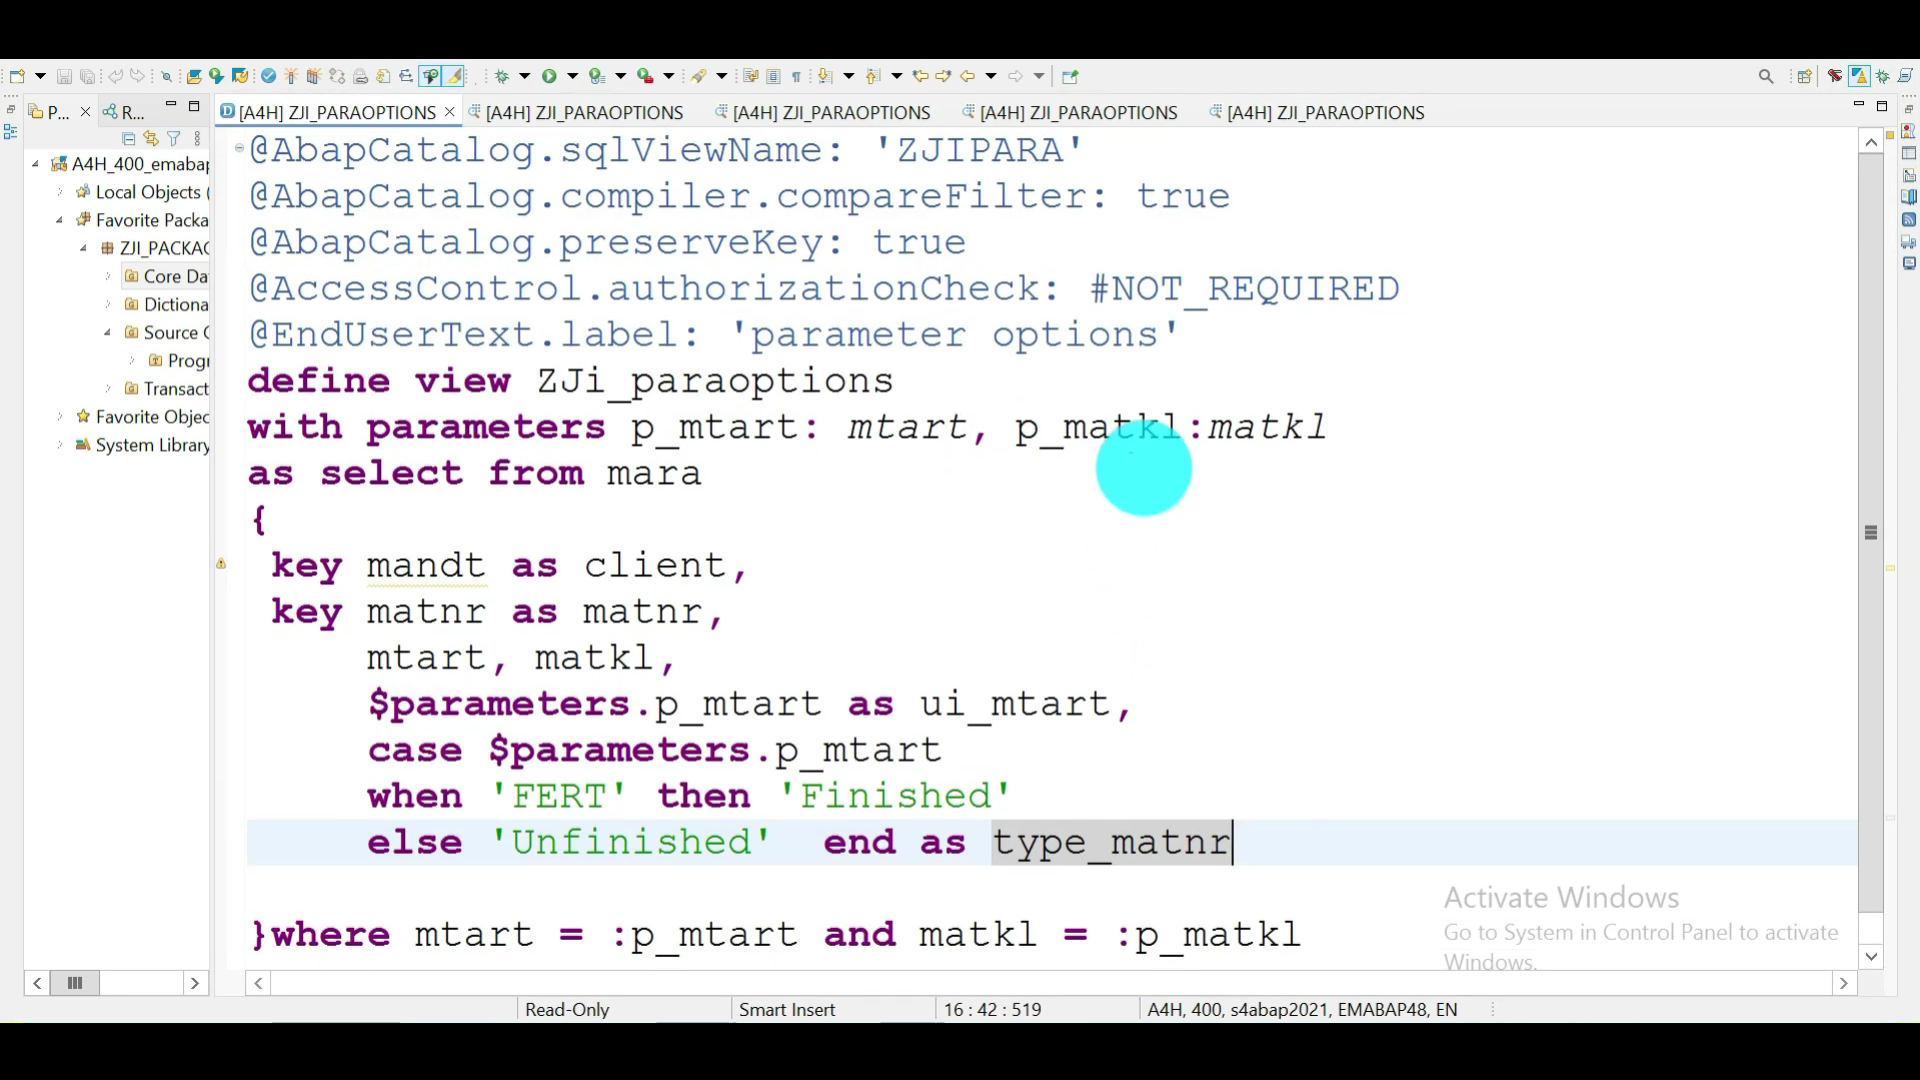 P...
R...
[A4H] ZJI_PARAOPTIONS
[A4H] ZJI_PARAOPTIONS
[A4H] ZJI_PARAOPTIONS
[A4H] ZJI_PARAOPTIONS
[A4H] ZJI_PARAOPTIONS
A4H_400_emabap
Local Objects (
Favorite Packa
ZJI_PACKAG
Core Da
Dictiona
Source C
Progr
Transact
Favorite Objec
System Library
@AbapCatalog.sqlViewName: 'ZJIPARA'
@AbapCatalog.compiler.compareFilter: true
@AbapCatalog.preserveKey: true
@AccessControl.authorizationCheck: #NOT_REQUIRED
@EndUserText.label: 'parameter options'
define view ZJi_paraoptions
with parameters p_mtart: mtart, p_matkl:matkl
as select from mara
{
key mandt as client,
key matnr as matnr,
mtart, matkl,
$parameters.p_mtart as ui_mtart,
case $parameters.p_mtart
when 'FERT' then 'Finished'
else 'Unfinished' end as type_matnr
}where mtart = :p_mtart and matkl = :p_matkl
Activate Windows
Go to System in Control Panel to activate
Windows.
Read-Only
Smart Insert
16 : 42 : 519
A4H, 400, s4abap2021, EMABAP48, EN